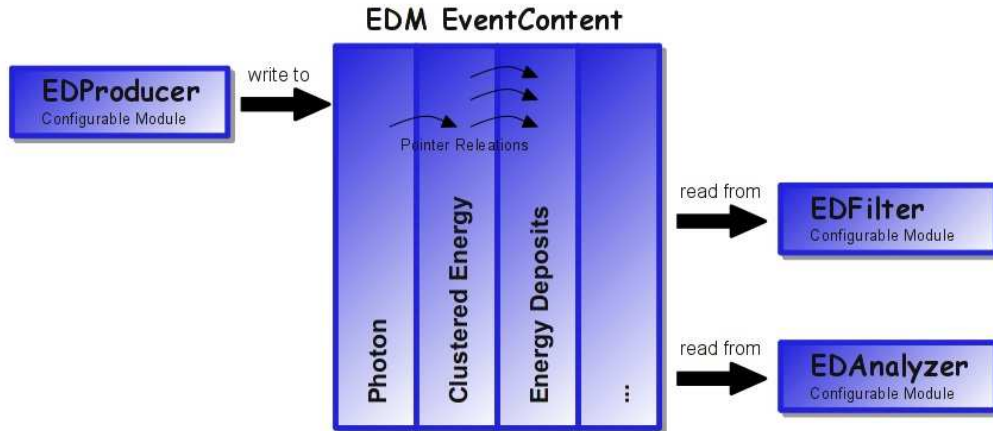 EDM EventContent
EDProducer
Configurable Module
write to
Pointer Releations
Photon
Clustered Energy
Energy Deposits
...
read from
EDFilter
Configurable Module
read from
EDAnalyzer
Configurable Module